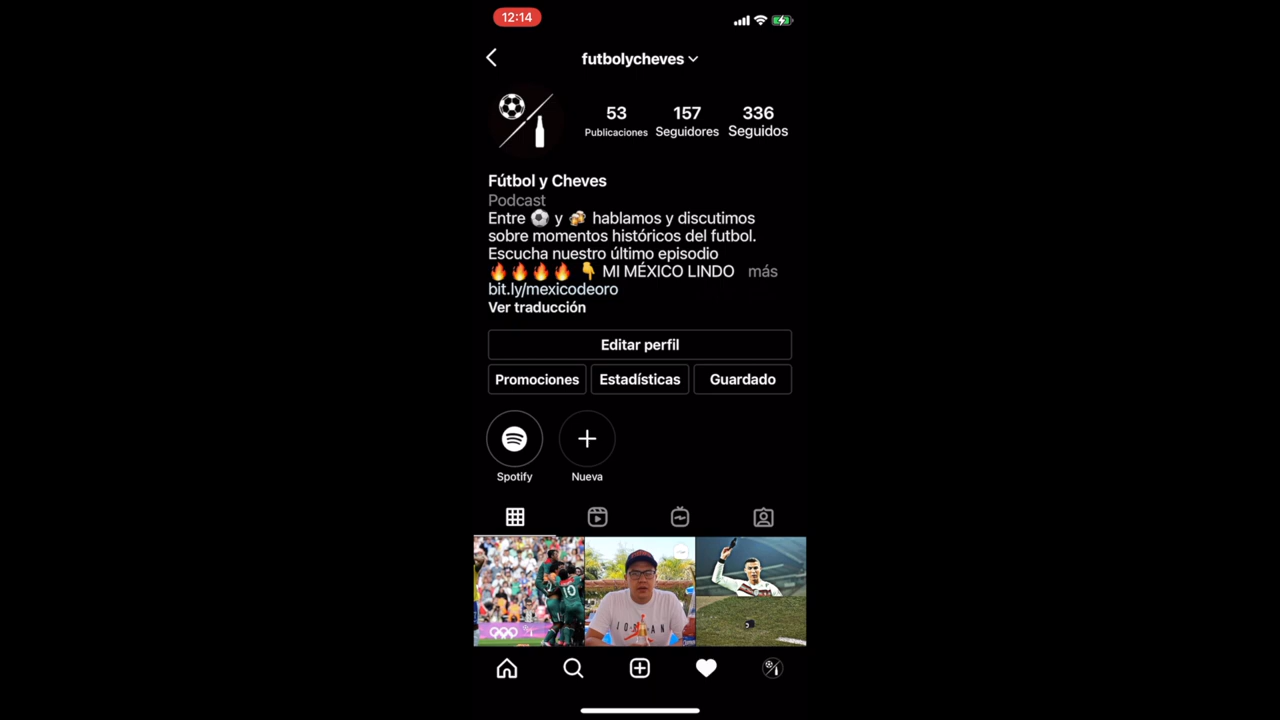 12:14
futbolycheves
53 157 336
Publicaciones Seguidores Seguidos
Fútbol y Cheves
Podcast
Entre ⚽ y 🍻 hablamos y discutimos
sobre momentos históricos del futbol.
Escucha nuestro último episodio
🔥🔥🔥🔥 👇 MI MÉXICO LINDO más
bit.ly/mexicodeoro
Ver traducción
Editar perfil
Promociones Estadísticas Guardado
Spotify Nueva
10
JORDAN